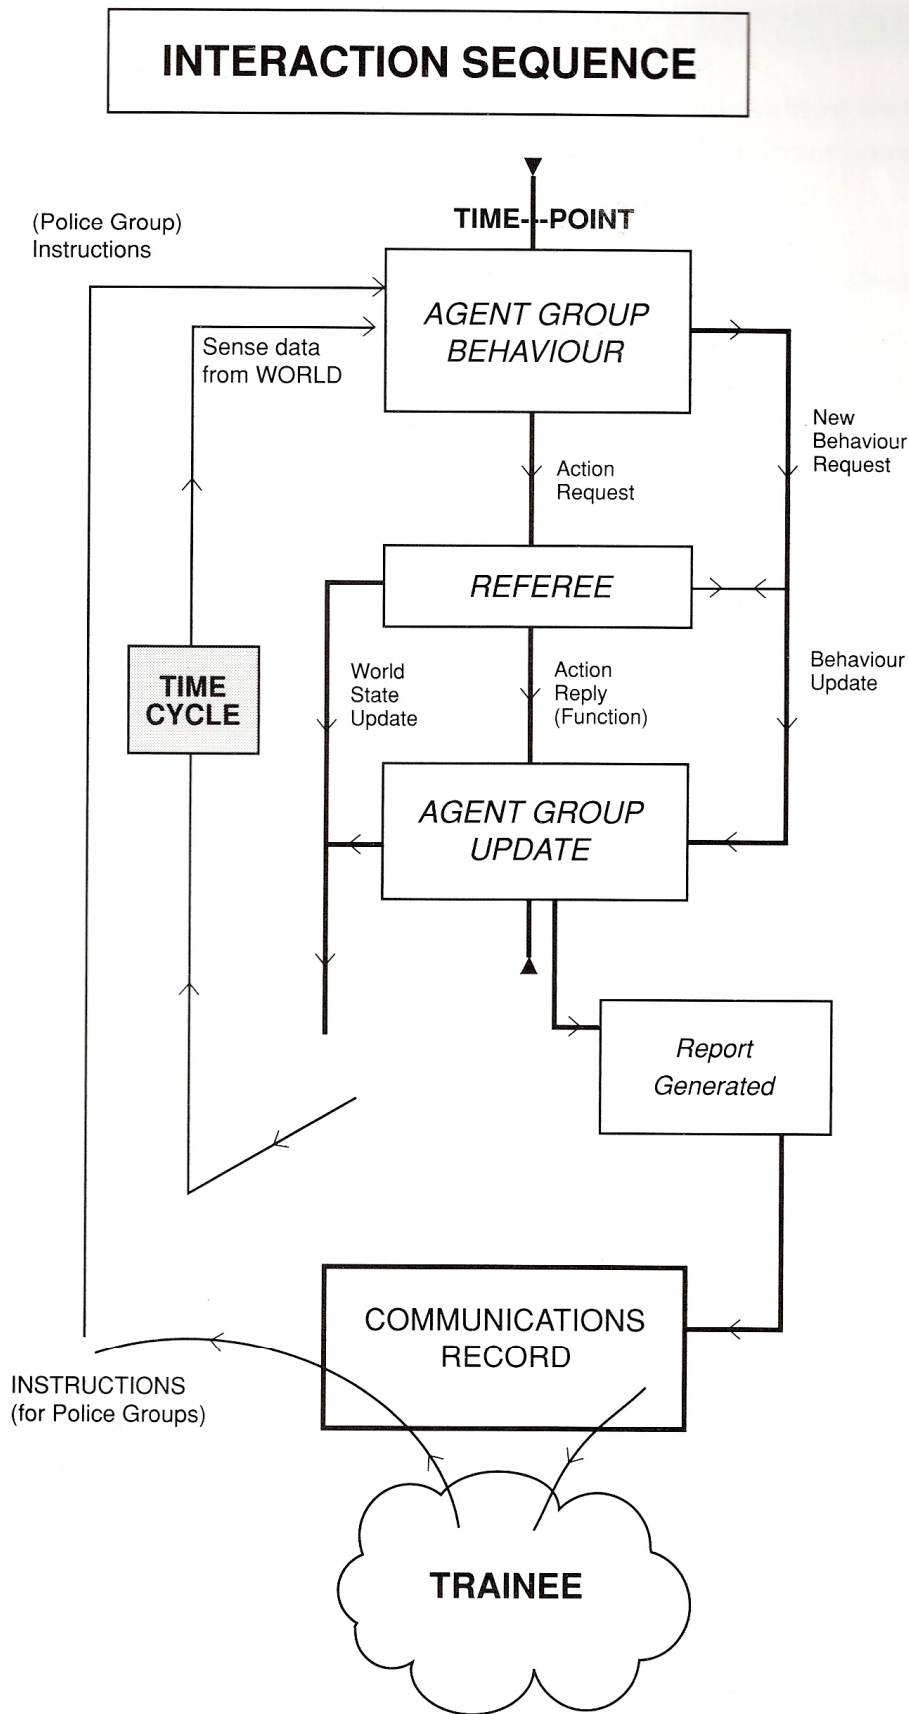 INTERACTION SEQUENCE
TIME---POINT
(Police Group)
Instructions
AGENT GROUP
BEHAVIOUR
Sense data
from WORLD
New
Behaviour
Request
Action
Request
REFEREE
TIME
CYCLE
World
State
Update
Action
Reply
(Function)
Behaviour
Update
AGENT GROUP
UPDATE
Report
Generated
COMMUNICATIONS
RECORD
INSTRUCTIONS
(for Police Groups)
TRAINEE